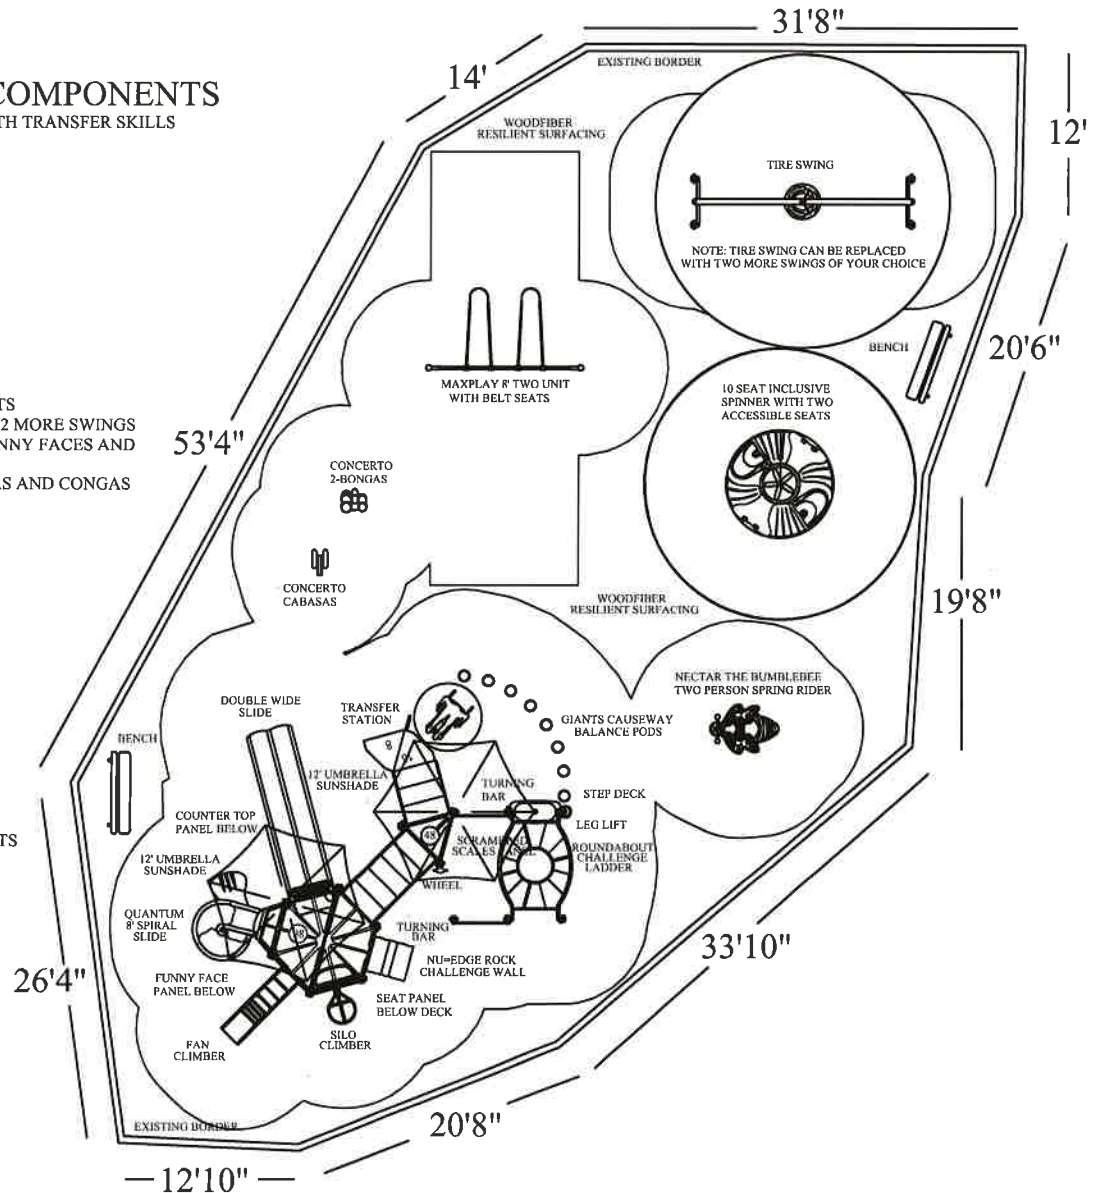 31'8"
14'
EXISTING BORDER
COMPONENTS
TH TRANSFER SKILLS
WOODFIBER
RESILIENT SURFACING
12'
TIRE SWING
NOTE: TIRE SWING CAN BE REPLACED
WITH TWO MORE SWINGS OF YOUR CHOICE
BENCH
20'6"
MAXPLAY 8' TWO UNIT
WITH BELT SEATS
10 SEAT INCLUSIVE
SPINNER WITH TWO
ACCESSIBLE SEATS
TS
2 MORE SWINGS
NNY FACES AND
AS AND CONGAS
53'4"
CONCERTO
2-BONGAS
CONCERTO
CABASAS
WOODFIBER
RESILIENT SURFACING
19'8"
NECTAR THE BUMBLEBEE
TWO PERSON SPRING RIDER
DOUBLE WIDE
SLIDE
TRANSFER
STATION
GIANTS CAUSEWAY
BALANCE PODS
BENCH
8
12' UMBRELLA
SUNSHADE
TURNING
BAR
STEP DECK
COUNTER TOP
PANEL BELOW
LEG LIFT
48
ROUNDABOUT
CHALLENGE
LADDER
TS
12' UMBRELLA
SUNSHADE
WHEEL
QUANTUM
8' SPIRAL
SLIDE
TURNING
BAR
33'10"
NU=EDGE ROCK
CHALLENGE WALL
26'4"
FUNNY FACE
PANEL BELOW
SEAT PANEL
BELOW DECK
SILO
CLIMBER
FAN
CLIMBER
EXISTING BORDER
20'8"
12'10"